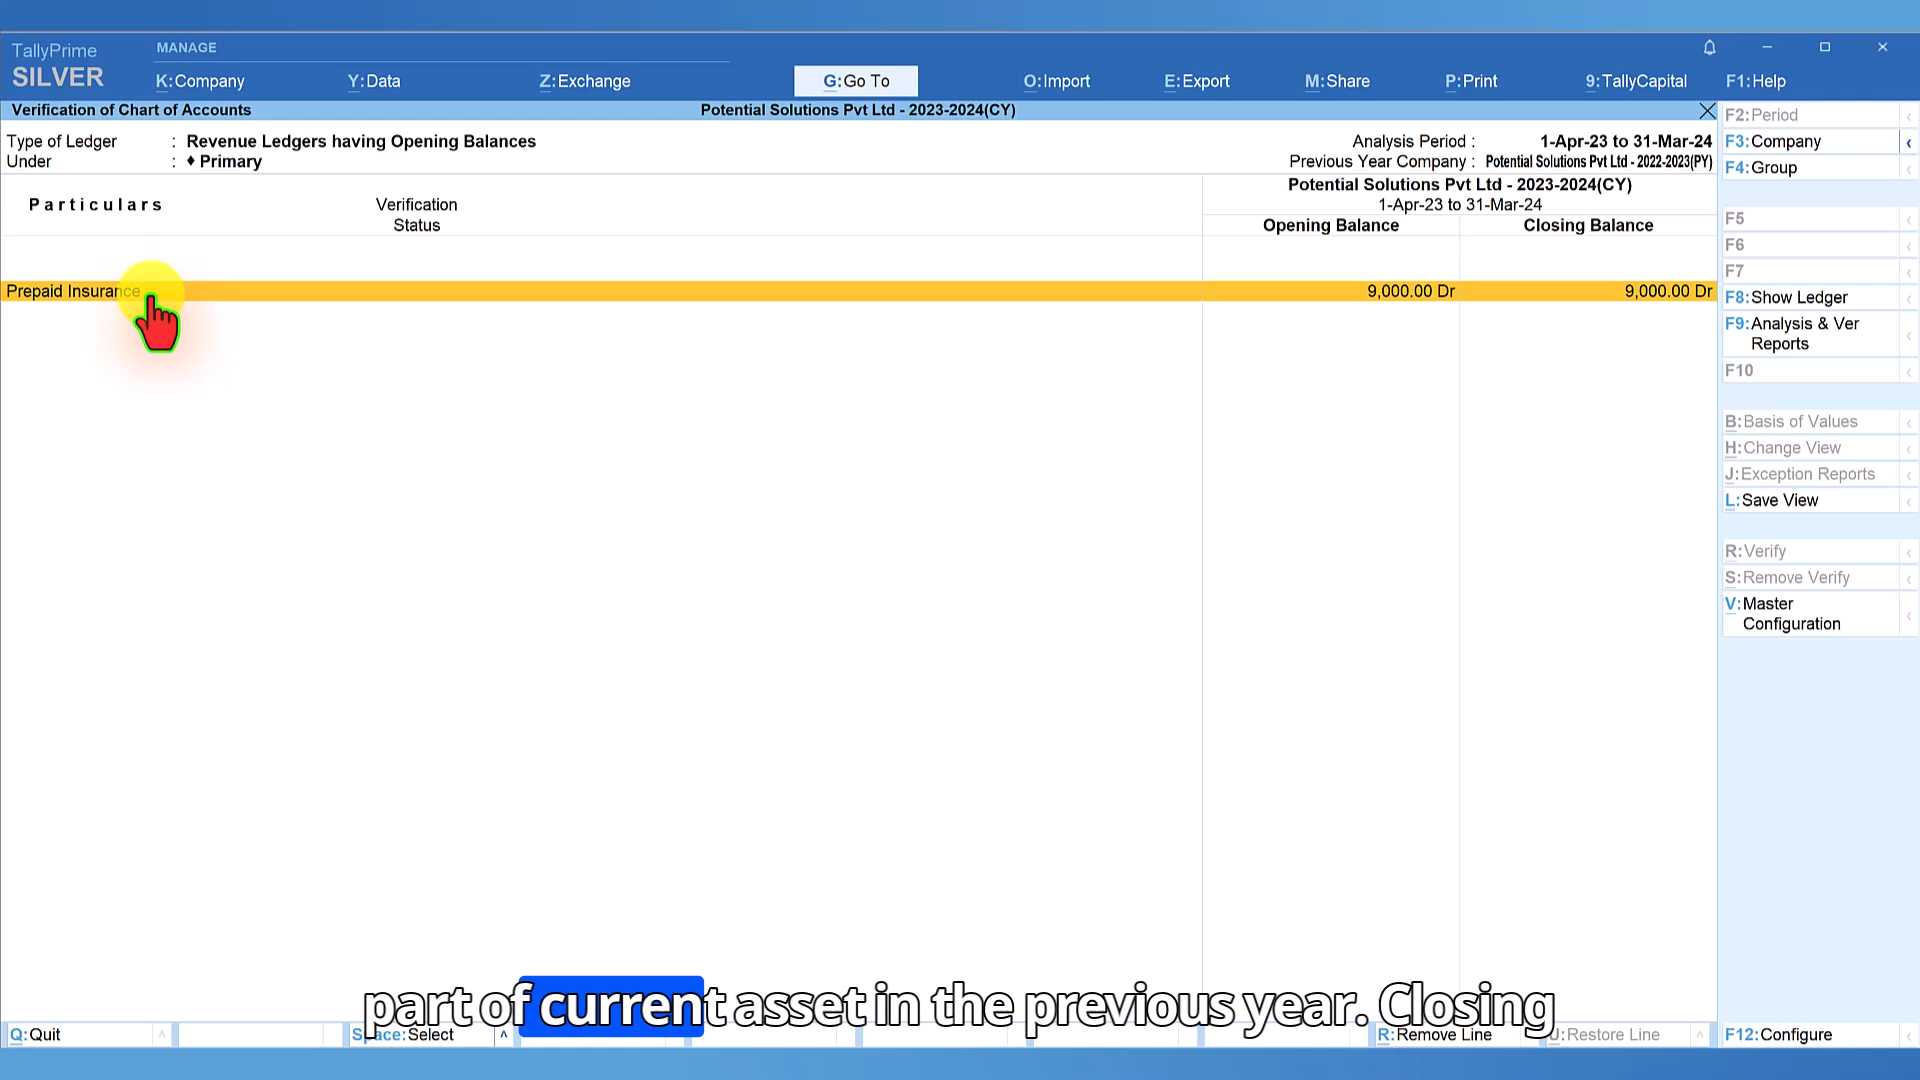 TallyPrime
SILVER
MANAGE
K:Company
Y:Data
Z:Exchange
G:Go To
O:Import
E:Export
M:Share
P:Print
9:TallyCapital
F1:Help
Verification of Chart of Accounts
Potential Solutions Pvt Ltd - 2023-2024(CY)
Type of Ledger : Revenue Ledgers having Opening Balances
Under : ♦ Primary
Analysis Period : 1-Apr-23 to 31-Mar-24
Previous Year Company : Potential Solutions Pvt Ltd - 2022-2023(PY)
Particulars
Verification
Status
Potential Solutions Pvt Ltd - 2023-2024(CY)
1-Apr-23 to 31-Mar-24
Opening Balance
Closing Balance
Prepaid Insurance 9,000.00 Dr 9,000.00 Dr
F2:Period
F3:Company
F4:Group
F5
F6
F7
F8:Show Ledger
F9:Analysis & Ver
Reports
F10
B:Basis of Values
H:Change View
J:Exception Reports
L:Save View
R:Verify
S:Remove Verify
V:Master
Configuration
part of current asset in the previous year. Closing
Q:Quit
Space:Select
R:Remove Line
U:Restore Line
F12:Configure